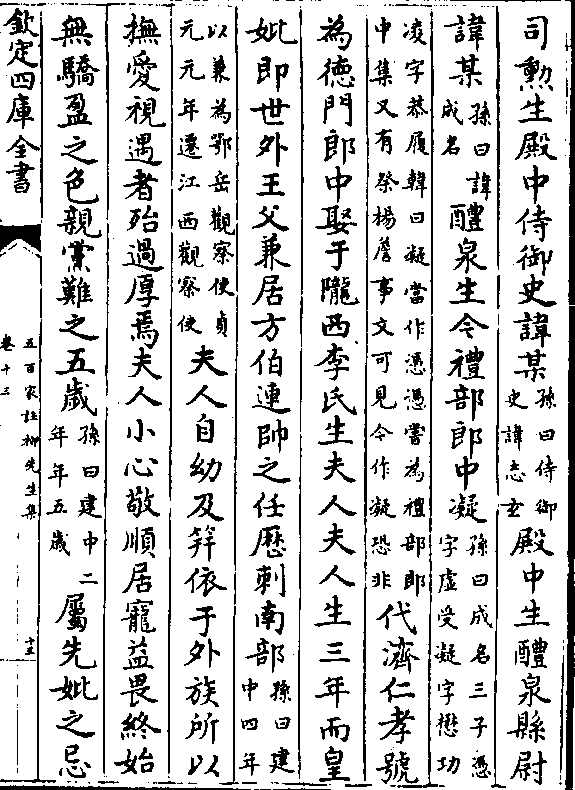 司勲生殿中侍御史諱某孫曰侍御史諱志𤣥殿中生醴泉縣尉
諱某孫曰諱成名醴泉生今禮部郎中凝孫曰成名三子憑字虛受凝字懋功
凌字恭履韓曰凝當作憑憑嘗為禮部郎中集又有祭楊詹事文可見今作凝恐非代濟仁孝號
為德門郎中娶于隴西李氏生夫人夫人生三年而皇
妣即世外王父兼居方伯連帥之任歴刺南部孫曰建中四年
以兼為鄂岳觀察使貞元元年遷江西觀察使夫人自幼及笄依于外族所以
撫愛視遇者殆過厚焉夫人小心敬順居寵益畏終始
無驕盈之色親黨難之五歲孫曰建中二年年五歲屬先妣之忌
欽定四庫全書
五百家註柳先生集
卷十三
十五